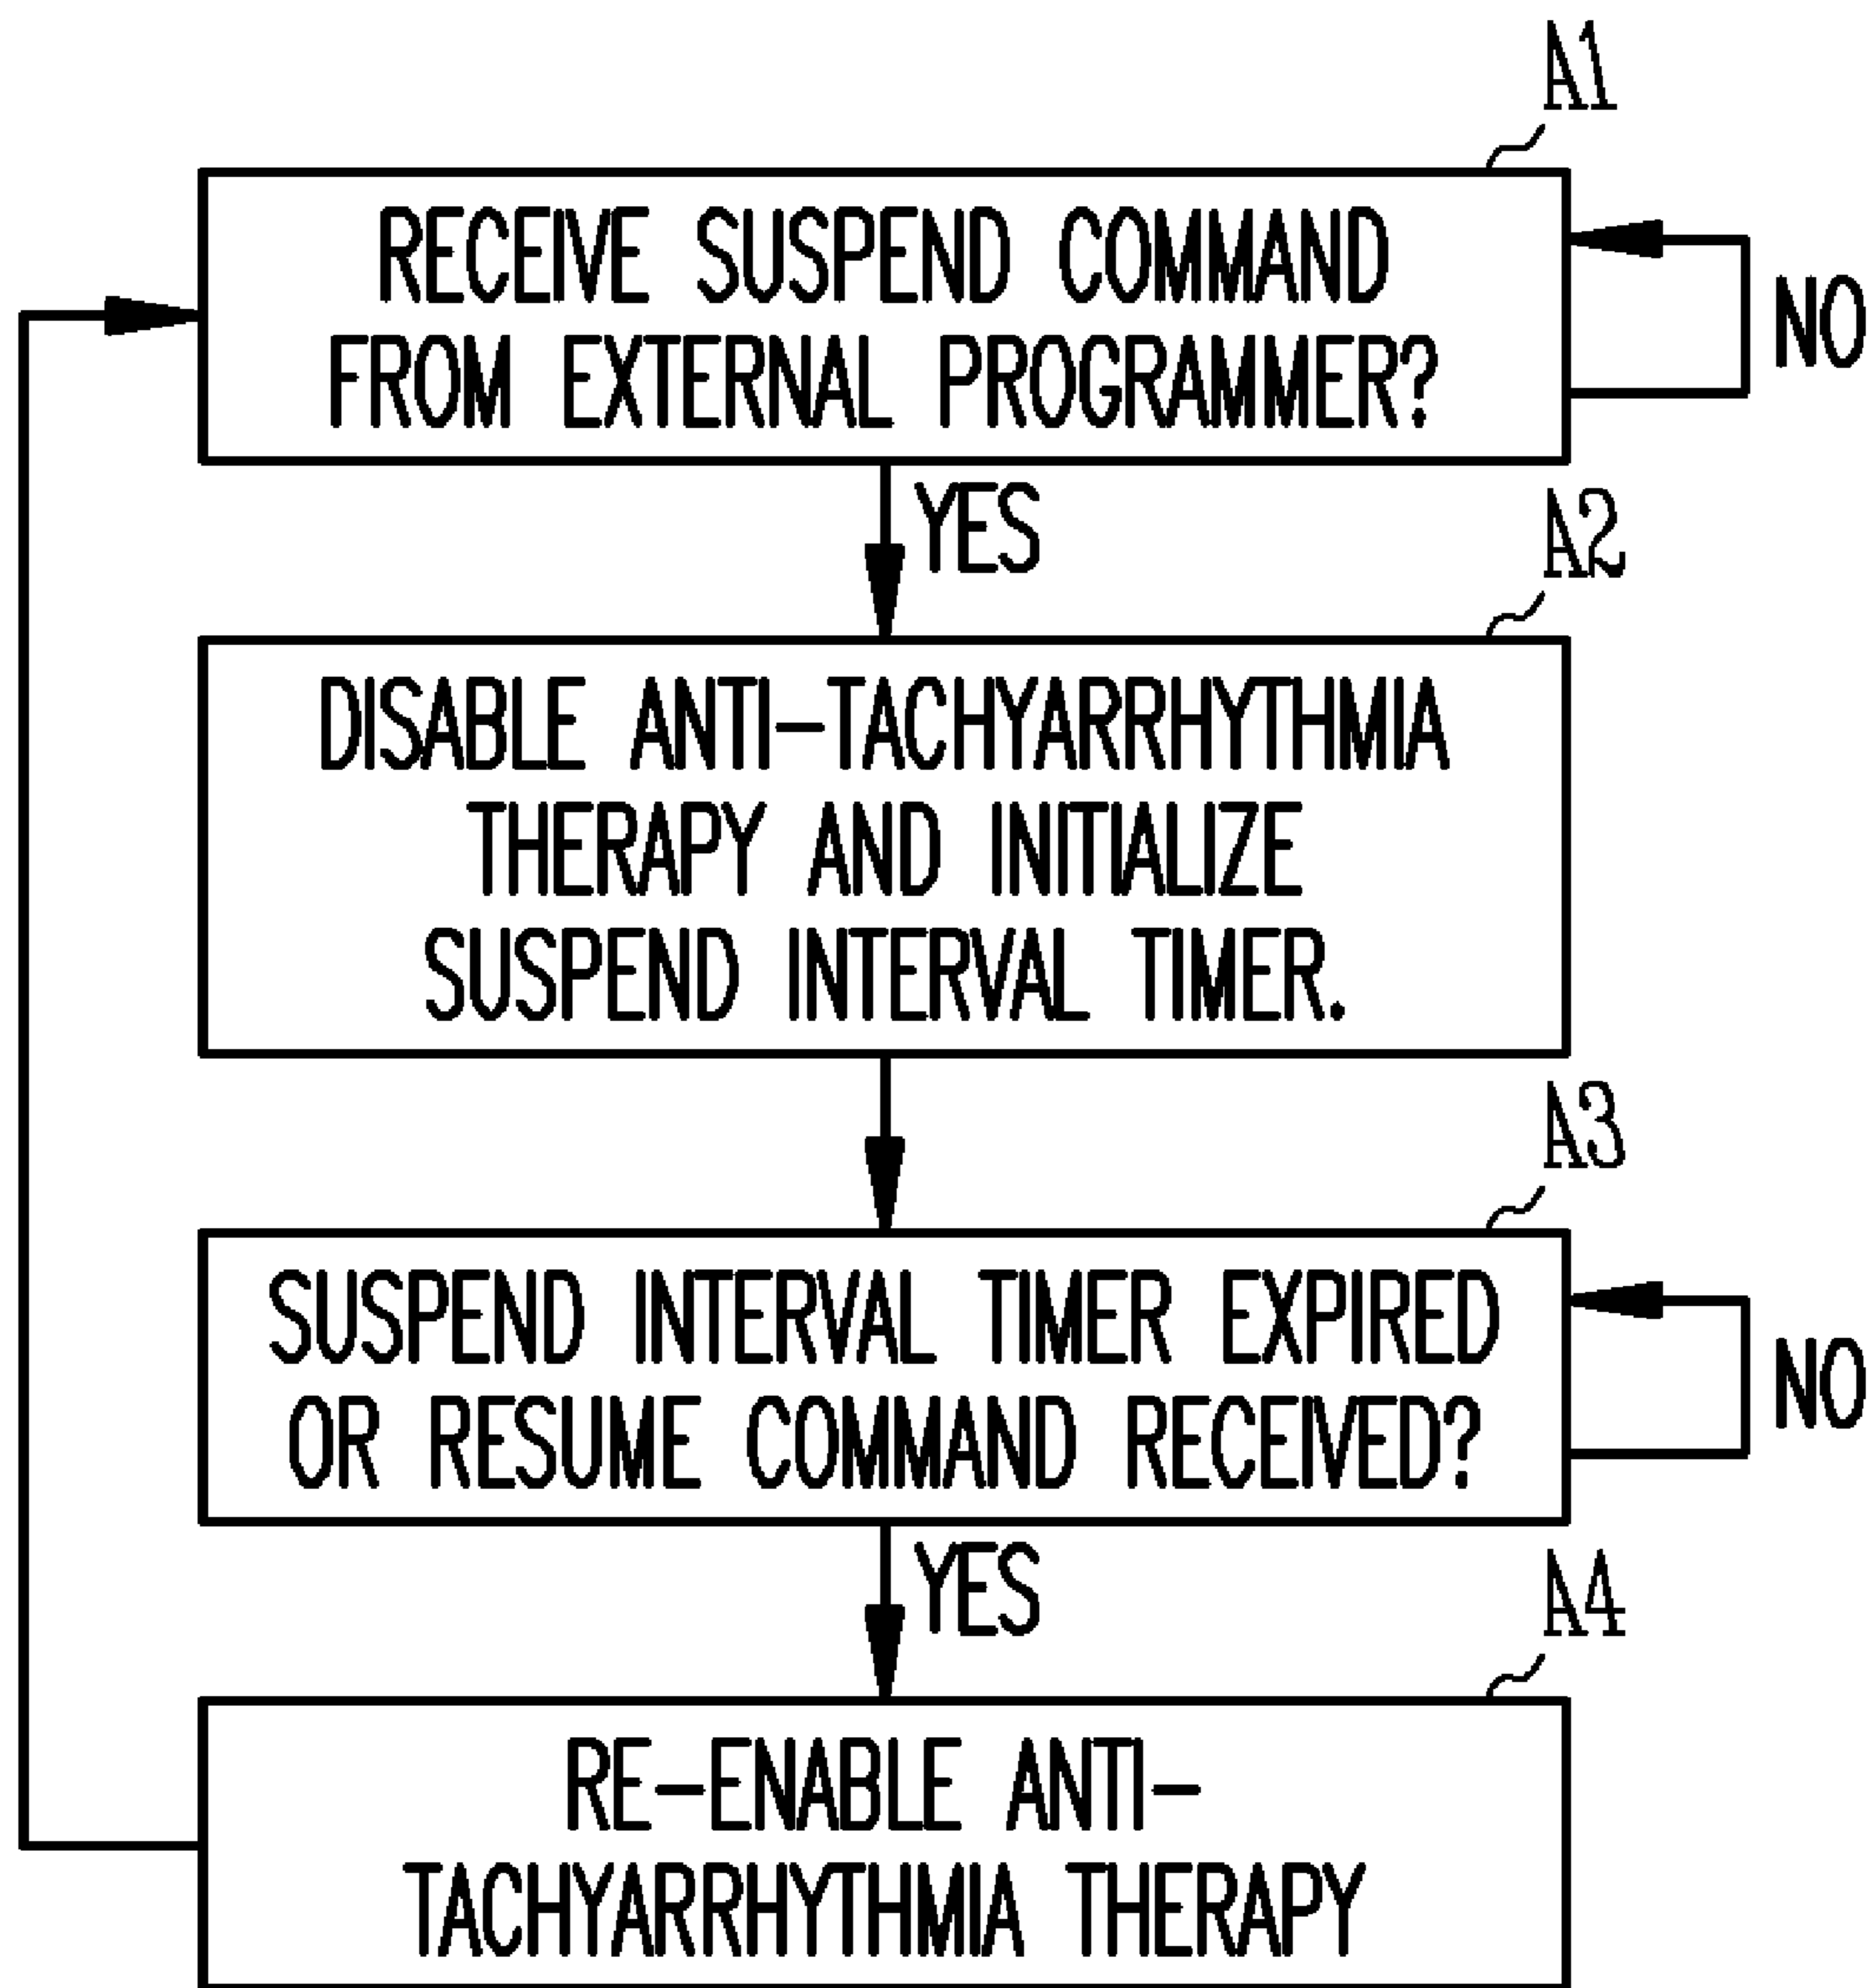 A1
RECEIVE SUSPEND COMMAND
FROM EXTERNAL PROGRAMMER?
NO
YES
A2
DISABLE ANTI-TACHYARRHYTHMIA
THERAPY AND INITIALIZE
SUSPEND INTERVAL TIMER.
A3
SUSPEND INTERVAL TIMER EXPIRED
OR RESUME COMMAND RECEIVED?
NO
YES
A4
RE-ENABLE ANTI-
TACHYARRHYTHMIA THERAPY